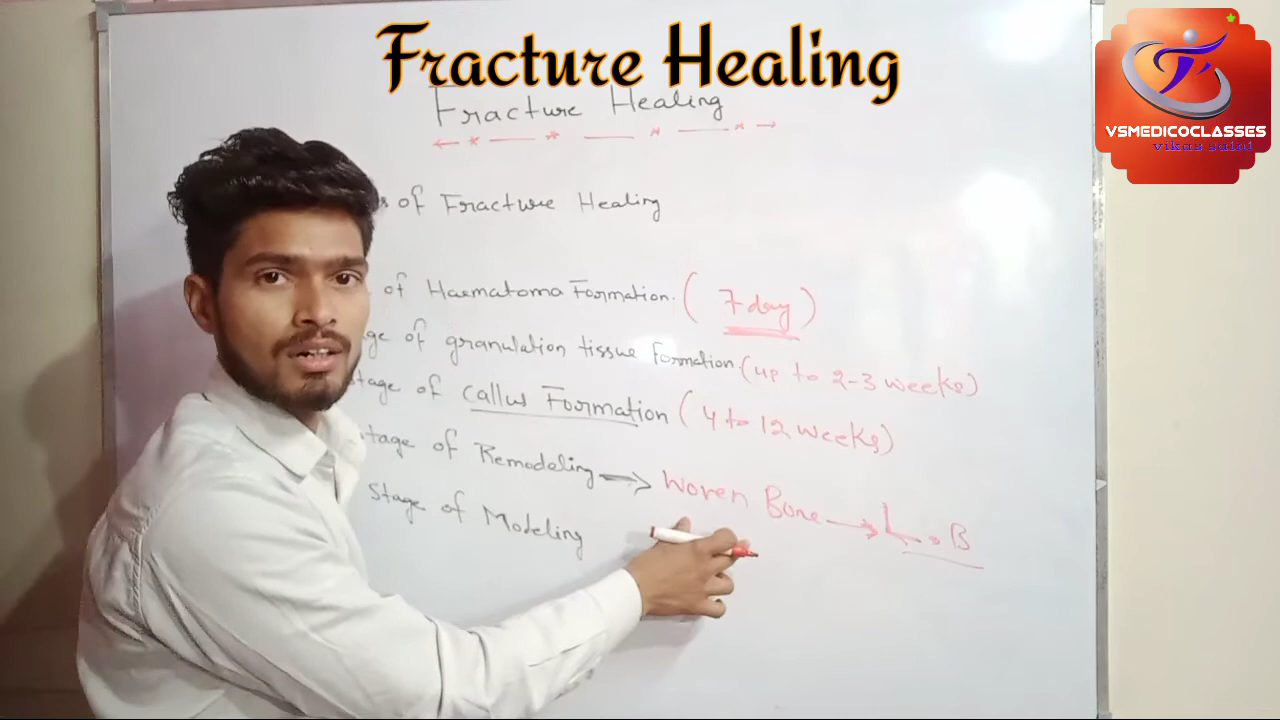 Fracture Healing
VSMEDICOCLASSES
vikas saini
Fracture Healing
of Fracture Healing
of Haematoma Formation. (7 day)
of granulation tissue Formation (up to 2-3 weeks)
stage of callus Formation (4 to 12 weeks)
stage of Remodeling → Woven Bone → L.B
stage of Modeling